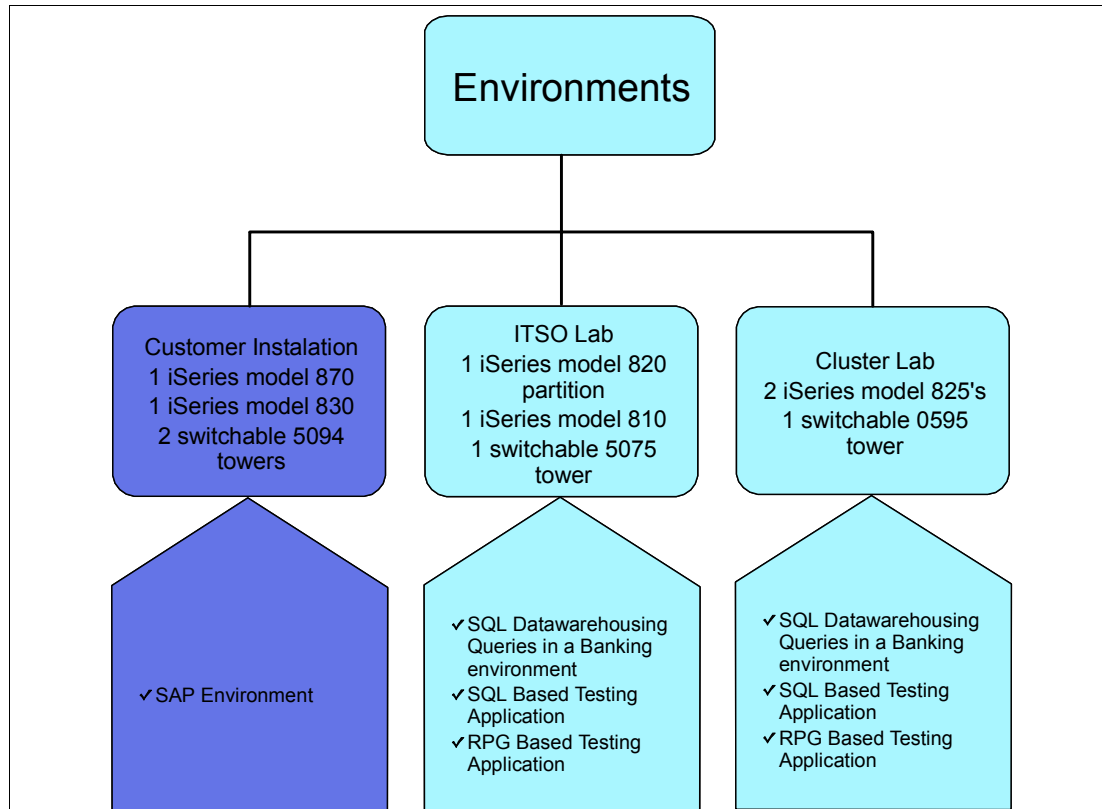 Environments
Customer Instalation
1 iSeries model 870
1 iSeries model 830
2 switchable 5094
towers
ITSO Lab
1 iSeries model 820
partition
1 iSeries model 810
1 switchable 5075
tower
Cluster Lab
2 iSeries model 825's
1 switchable 0595
tower
✓SAP Environment
✓SQL Datawarehousing
Queries in a Banking
environment
✓SQL Based Testing
Application
✓RPG Based Testing
Application
✓SQL Datawarehousing
Queries in a Banking
environment
✓SQL Based Testing
Application
✓RPG Based Testing
Application